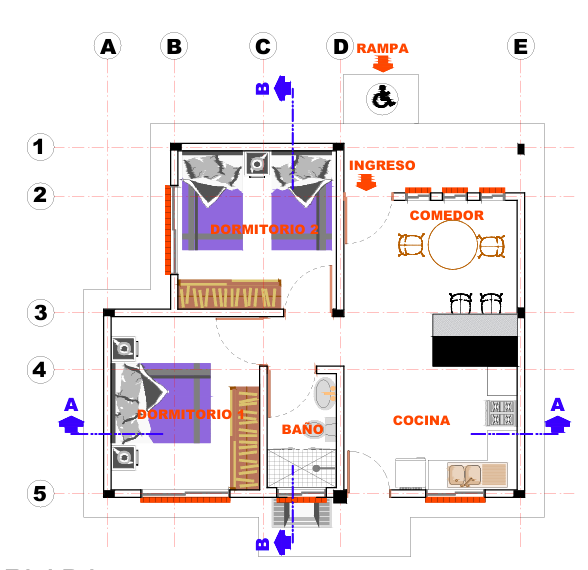 A B C D E
RAMPA
B
1
INGRESO
2
COMEDOR
DORMITORIO 2
3
4
A
A
DORMITORIO 1
BAÑO
COCINA
5
B